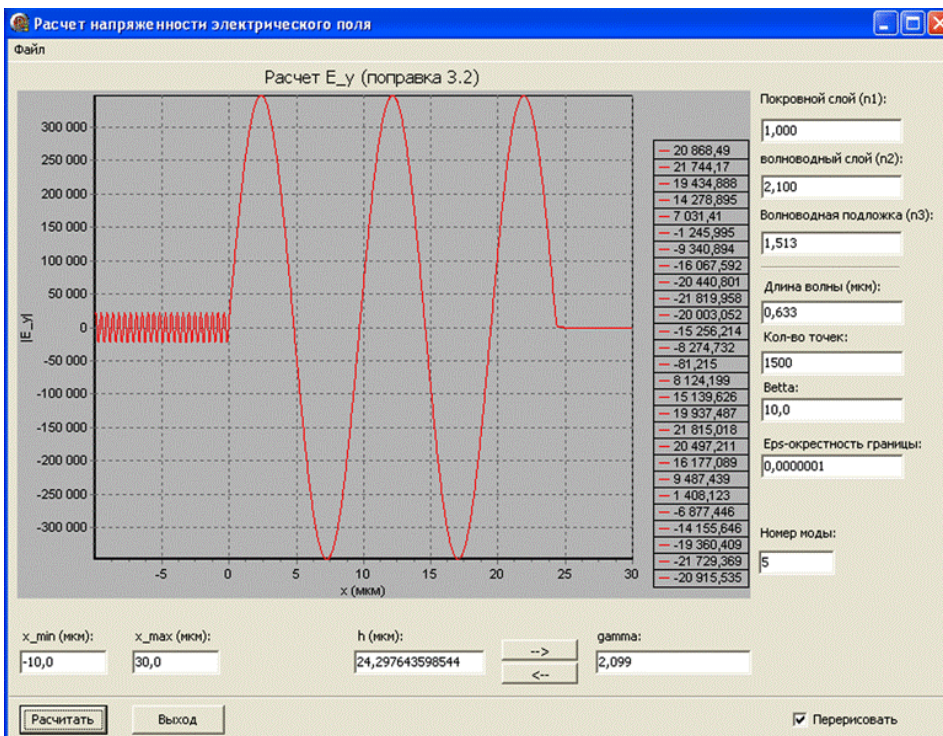 Расчет напряженности электрического поля
Файл
Расчет E_y (поправка 3.2)
300 000
250 000
200 000
150 000
100 000
50 000
0
-50 000
-100 000
-150 000
-200 000
-250 000
-300 000
|E_y|
-5 0 5 10 15 20 25 30
x (мкм)
20 868,49
21 744,17
19 434,888
14 278,895
7 031,41
-1 245,995
-9 340,894
-16 067,592
-20 440,801
-21 819,958
-20 003,052
-15 256,214
-8 274,732
-81,215
8 124,199
15 139,626
19 937,487
21 815,018
20 497,211
16 177,089
9 487,439
1 408,123
-6 877,446
-14 155,646
-19 360,409
-21 729,369
-20 915,535
Покровной слой (n1):
1,000
волноводный слой (n2):
2,100
Волноводная подложка (n3):
1,513
Длина волны (мкм):
0,633
Кол-во точек:
1500
Betta:
10,0
Eps-окрестность границы:
0,0000001
Номер моды:
5
x_min (мкм): x_max (мкм): h (мкм): gamma:
-10,0 30,0 24,297643598544 --> 2,099
<--
Расчитать Выход Перерисовать